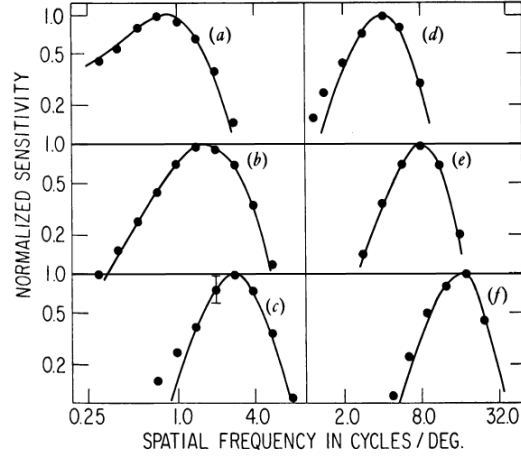 NORMALIZED SENSITIVITY
1.0
0.5
0.2
(a)
(d)
1.0
0.5
0.2
(b)
(e)
1.0
0.5
0.2
(c)
(f)
0.25 1.0 4.0 2.0 8.0 32.0
SPATIAL FREQUENCY IN CYCLES/DEG.